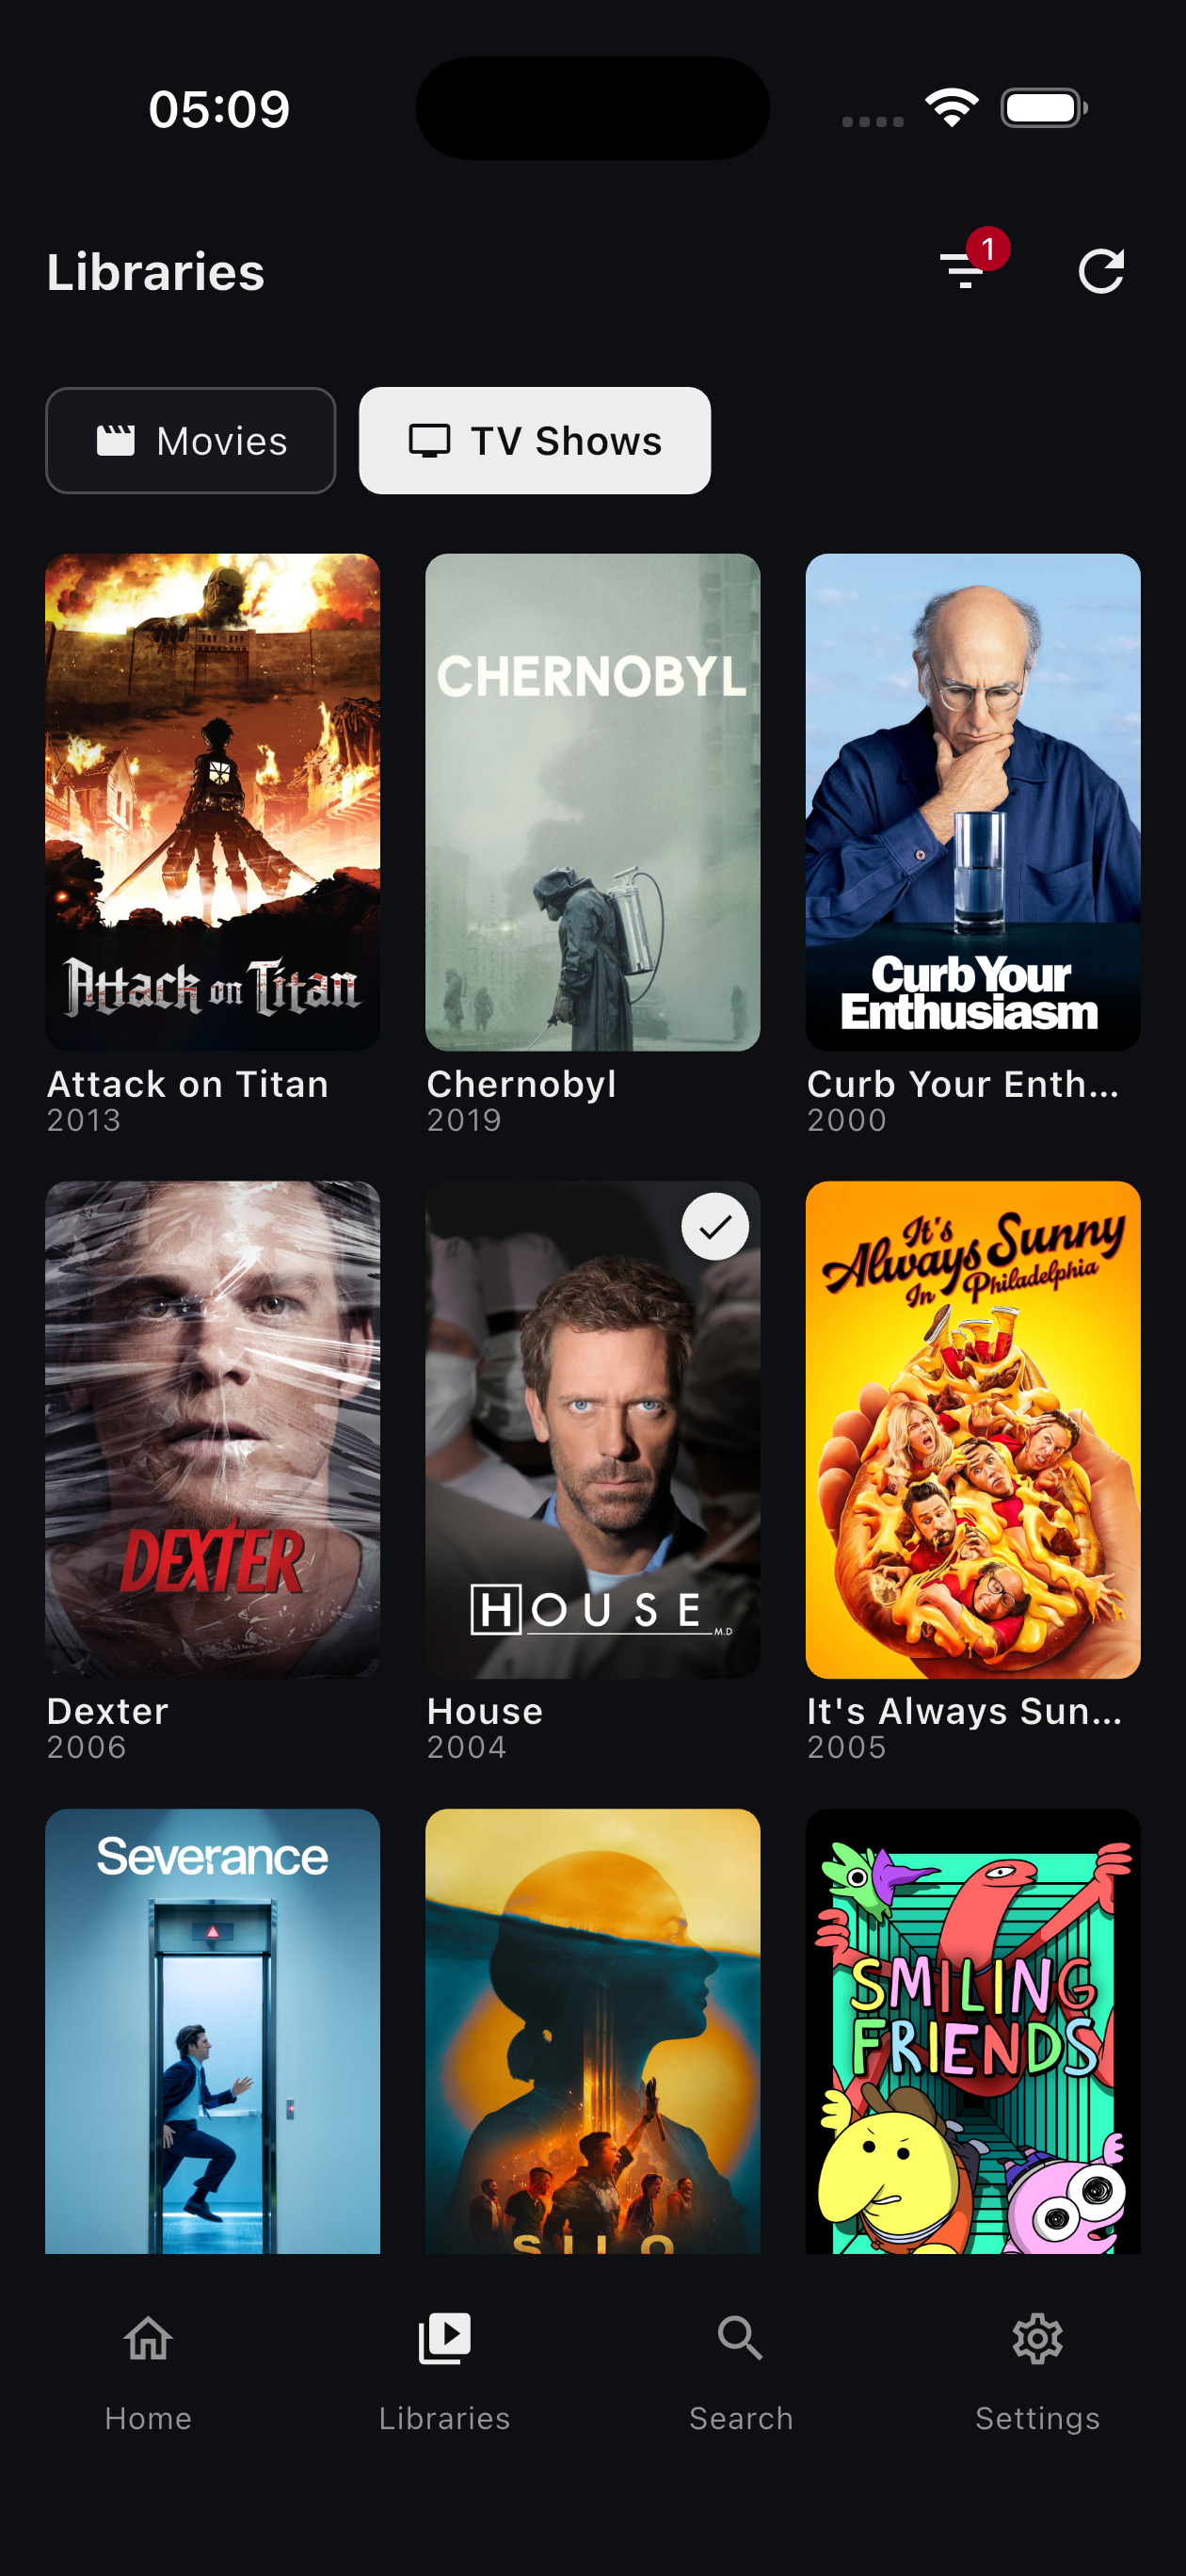 05:09
Libraries
1
Movies
TV Shows
CHERNOBYL
Attack on Titan
Curb Your
Enthusiasm
Attack on Titan
Chernobyl
Curb Your Enth...
2013
2019
2000
It's
Always Sunny
In Philadelphia
DEXTER
HOUSE
M.D
Dexter
House
It's Always Sun...
2006
2004
2005
Severance
SMILING
FRIENDS
SILO
Home
Libraries
Search
Settings